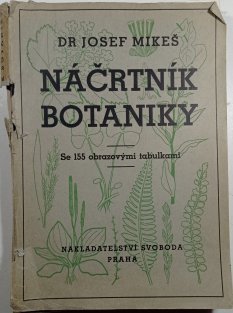 DR JOSEF MIKEŠ
NÁČRTNÍK
BOTANIKY
Se 155 obrazovými tabulkami
NAKLADATELSTVÍ SVOBODA
PRAHA